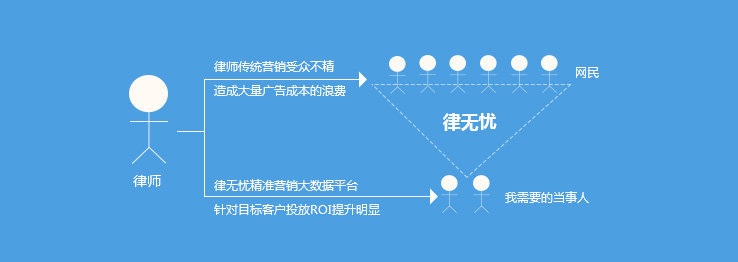 律师传统营销受众不精
造成大量广告成本的浪费
网民
律无忧
律师
律无忧精准营销大数据平台
针对目标客户投放ROI提升明显
我需要的当事人